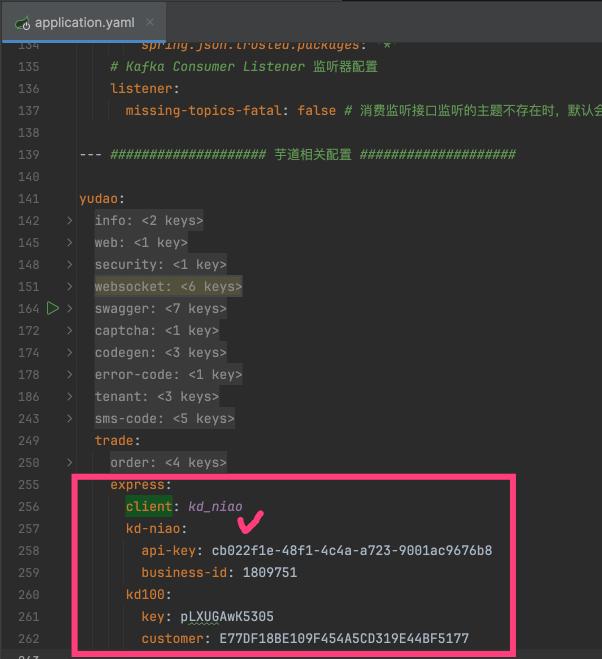 application.yaml
134 spring.json.trusted.packages: '*'
135 # Kafka Consumer Listener 监听器配置
136 listener:
137 missing-topics-fatal: false # 消费监听接口监听的主题不存在时，默认会
138
139 --- #################### 芋道相关配置 ####################
140
141 yudao:
142 info: <2 keys>
145 web: <1 key>
148 security: <1 key>
151 websocket: <6 keys>
164 swagger: <7 keys>
172 captcha: <1 key>
174 codegen: <3 keys>
178 error-code: <1 key>
186 tenant: <3 keys>
243 sms-code: <5 keys>
249 trade:
250 order: <4 keys>
255 express:
256 client: kd_niao
257 kd-niao:
258 api-key: cb022f1e-48f1-4c4a-a723-9001ac9676b8
259 business-id: 1809751
260 kd100:
261 key: pLXUGAwK5305
262 customer: E77DF18BE109F454A5CD319E44BF5177
263